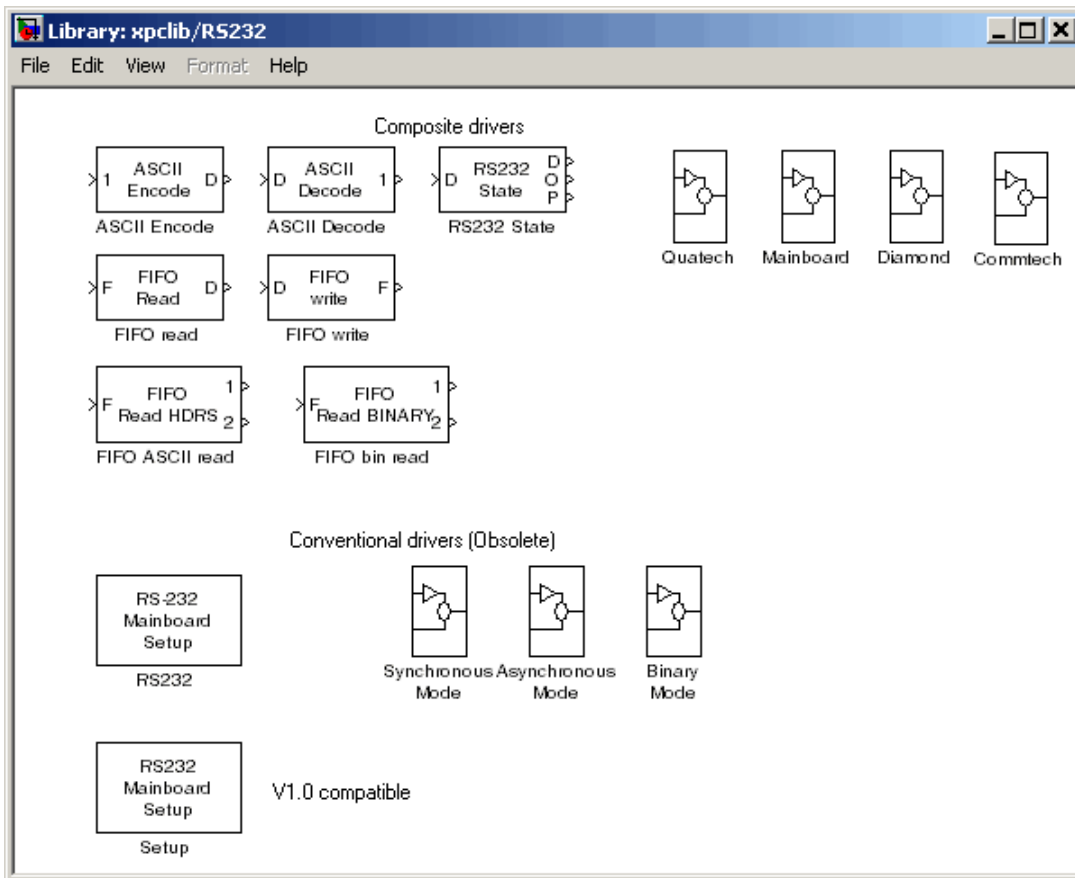 Library: xpclib/RS232
File Edit View Format Help
Composite drivers
1 ASCII Encode D
ASCII Encode
D ASCII Decode 1
ASCII Decode
D RS232 State D O P
RS232 State
Quatech
Mainboard
Diamond
Commtech
F FIFO Read D
FIFO read
D FIFO write F
FIFO write
F FIFO Read HDRS 1 2
FIFO ASCII read
F FIFO Read BINARY 1 2
FIFO bin read
Conventional drivers (Obsolete)
RS-232
Mainboard
Setup
RS232
Synchronous
Mode
Asynchronous
Mode
Binary
Mode
RS232
Mainboard
Setup
Setup
V1.0 compatible